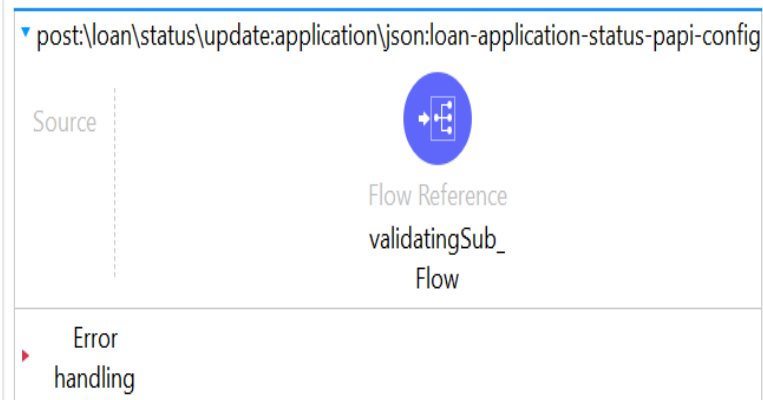 post:\loan\status\update:application\json:loan-application-status-papi-config
Source
Flow Reference
validatingSub_
Flow
Error
handling